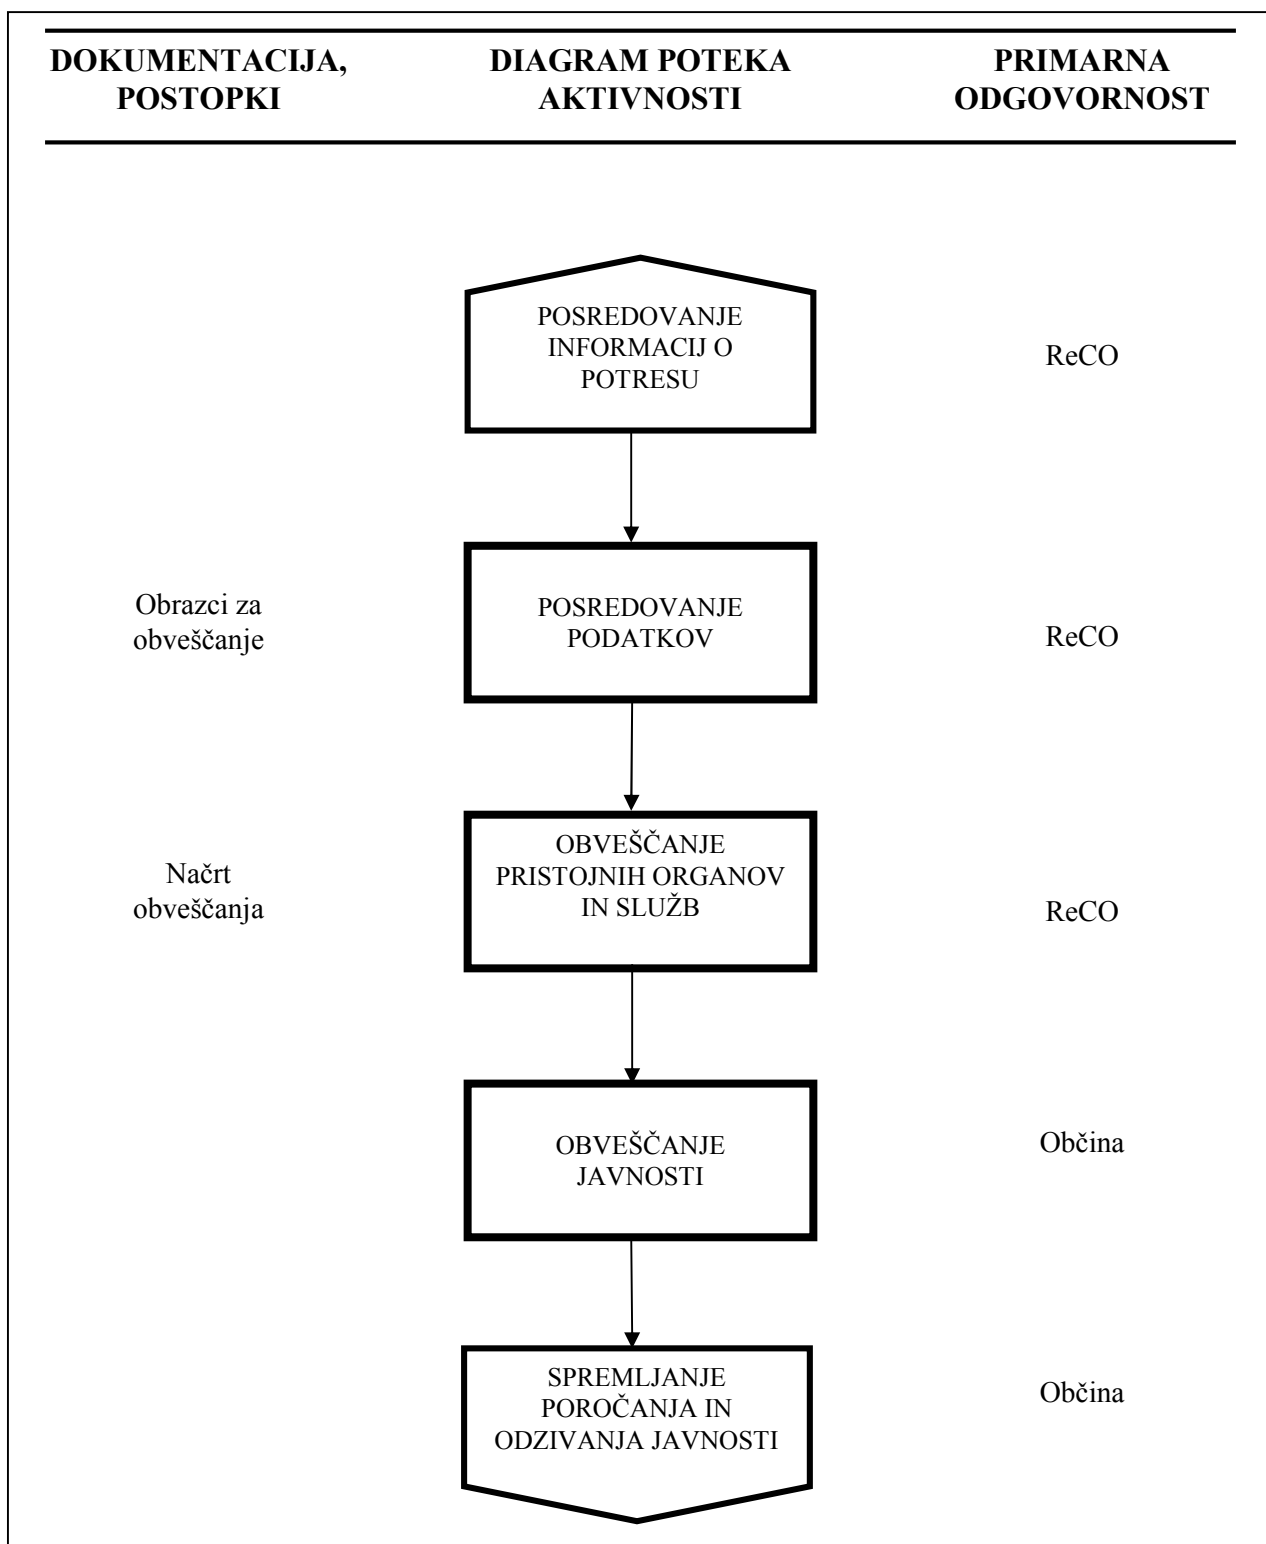 DOKUMENTACIJA,
POSTOPKI
DIAGRAM POTEKA
AKTIVNOSTI
PRIMARNA
ODGOVORNOST
POSREDOVANJE
INFORMACIJ O
POTRESU
ReCO
Obrazci za
obveščanje
POSREDOVANJE
PODATKOV
ReCO
Načrt
obveščanja
OBVEŠČANJE
PRISTOJNIH ORGANOV
IN SLUŽB
ReCO
OBVEŠČANJE
JAVNOSTI
Občina
SPREMLJANJE
POROČANJA IN
ODZIVANJA JAVNOSTI
Občina